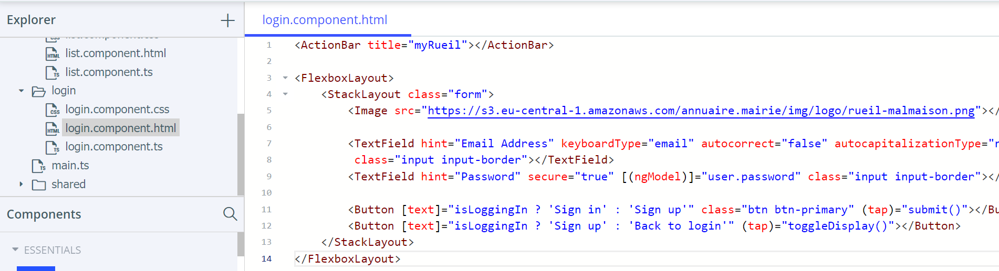 Explorer
list.component.css
list.component.html
list.component.ts
login
login.component.css
login.component.html
login.component.ts
main.ts
shared
Components
ESSENTIALS
login.component.html
1 <ActionBar title="myRueil"></ActionBar>
2
3 <FlexboxLayout>
4 <StackLayout class="form">
5 <Image src="https://s3.eu-central-1.amazonaws.com/annuaire.mairie/img/logo/rueil-malmaison.png"></
6
7 <TextField hint="Email Address" keyboardType="email" autocorrect="false" autocapitalizationType="n
8 class="input input-border"></TextField>
9 <TextField hint="Password" secure="true" [(ngModel)]="user.password" class="input input-border"></
10
11 <Button [text]="isLoggingIn ? 'Sign in' : 'Sign up'" class="btn btn-primary" (tap)="submit()"></Bu
12 <Button [text]="isLoggingIn ? 'Sign up' : 'Back to login'" (tap)="toggleDisplay()"></Button>
13 </StackLayout>
14 </FlexboxLayout>